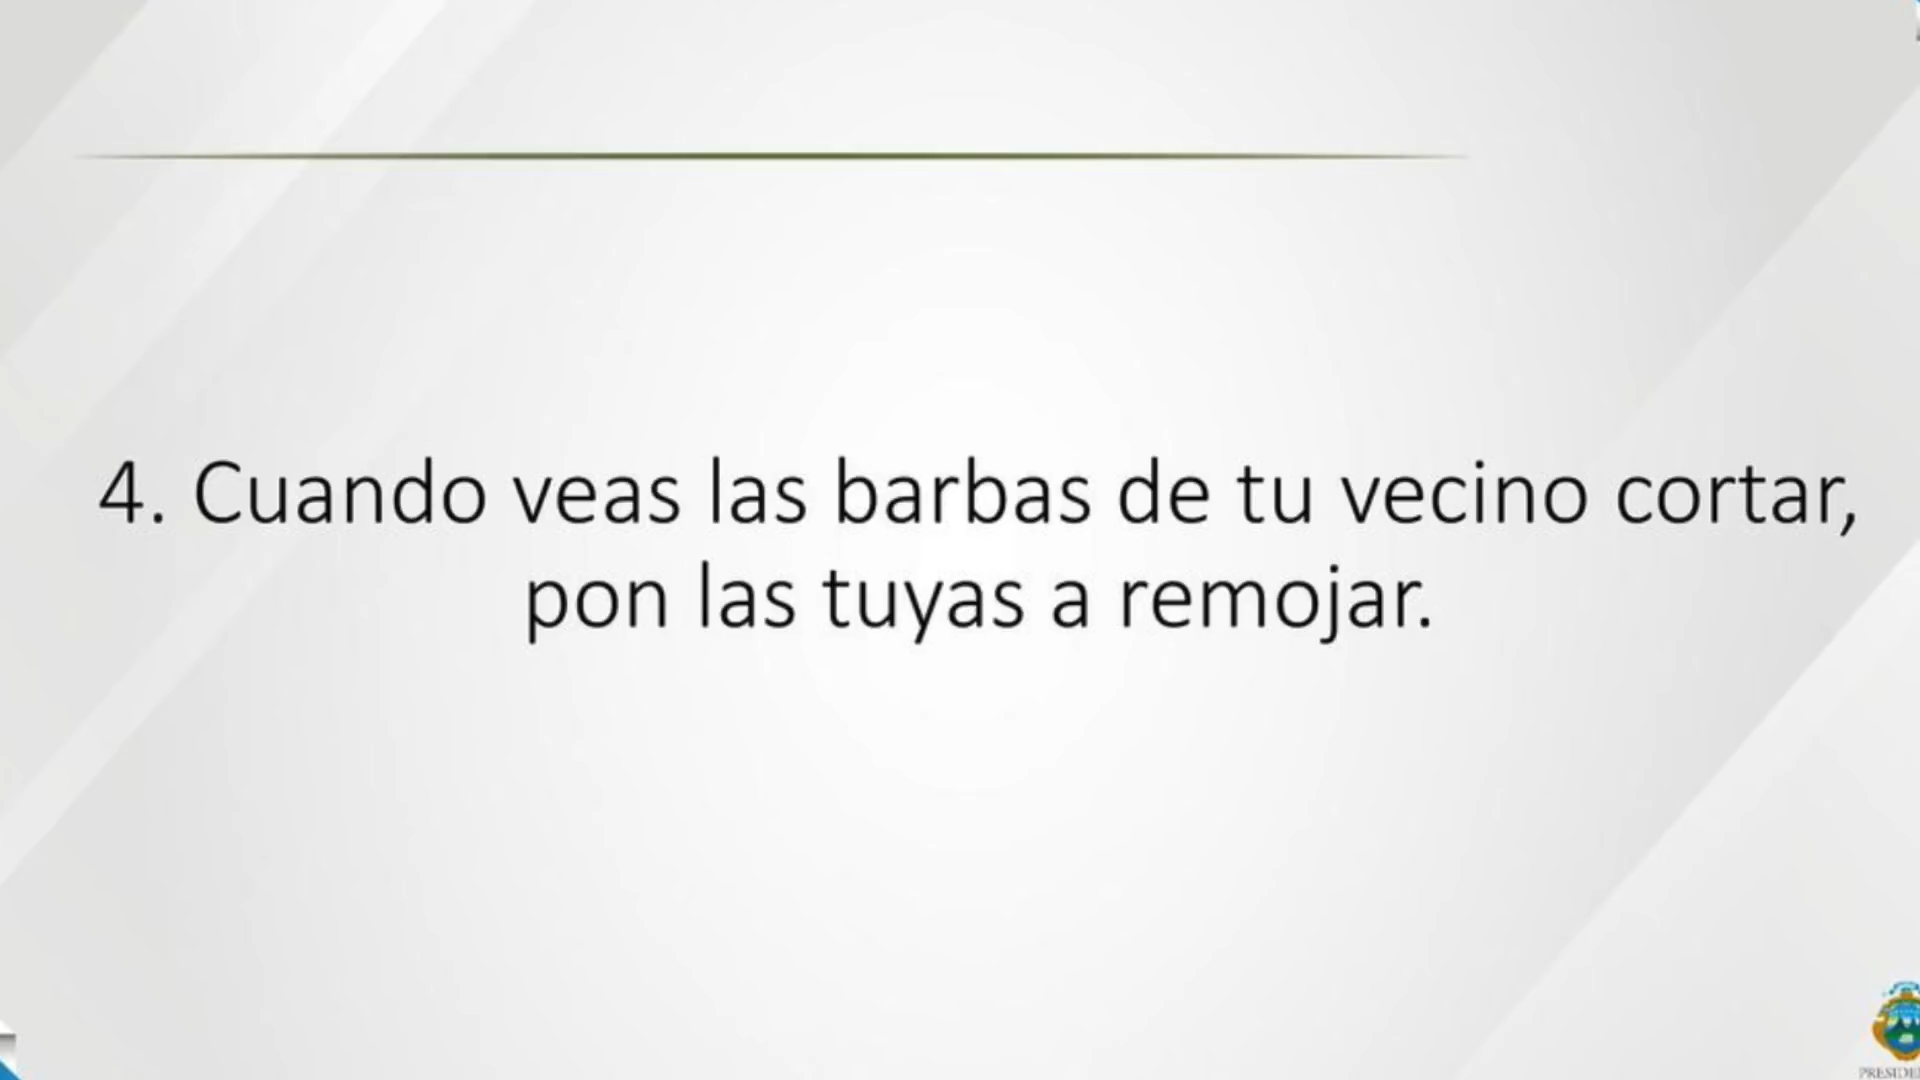 4. Cuando veas las barbas de tu vecino cortar,
pon las tuyas a remojar.